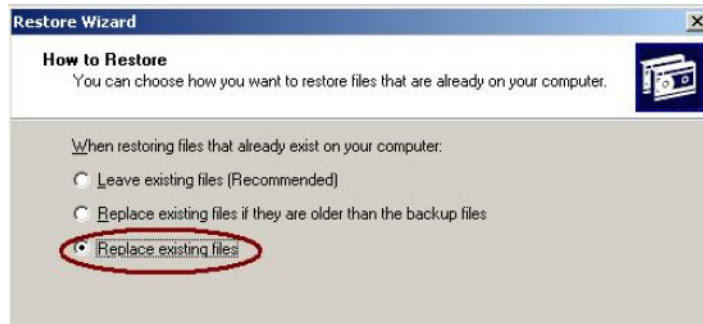 Restore Wizard
How to Restore
You can choose how you want to restore files that are already on your computer.
When restoring files that already exist on your computer:
Leave existing files (Recommended)
Replace existing files if they are older than the backup files
Replace existing files